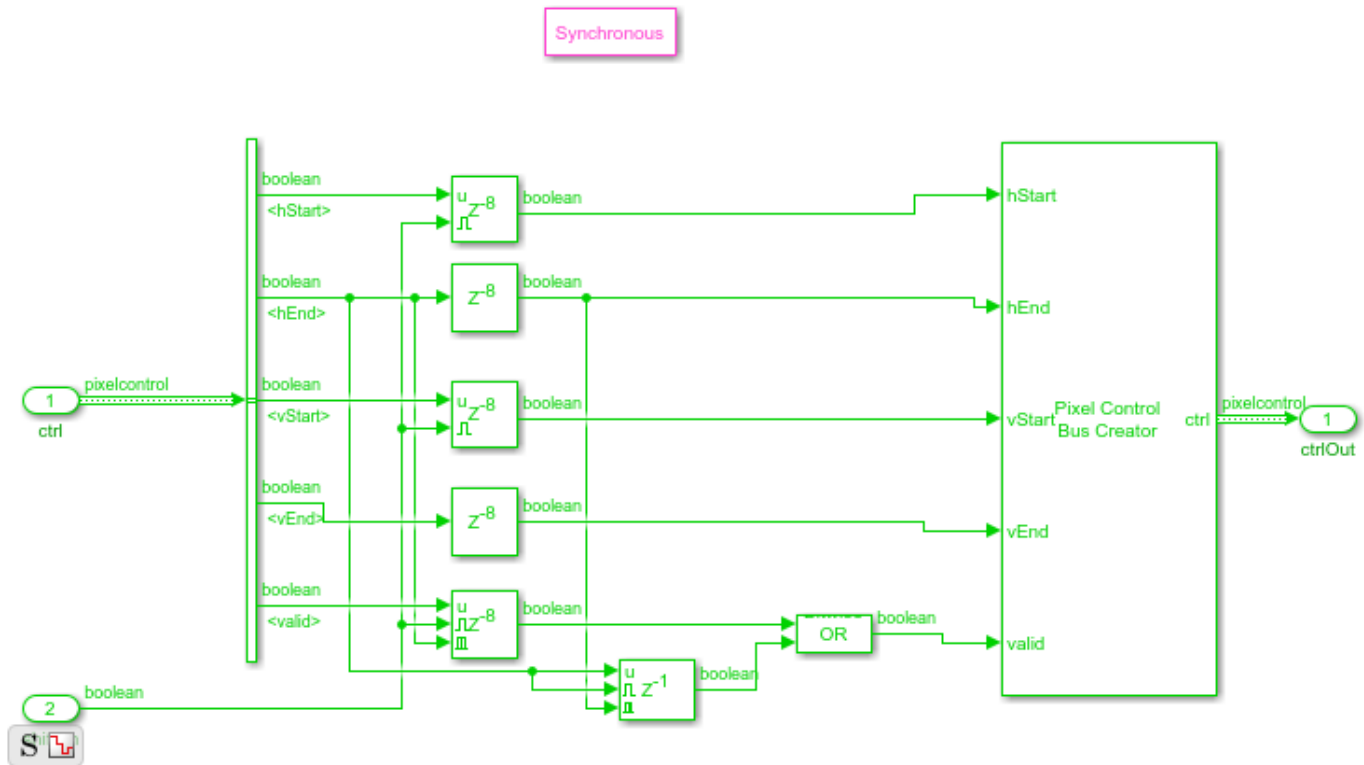 Synchronous
boolean
<hStart>
u
Z-8
boolean
hStart
boolean
<hEnd>
Z-8
boolean
hEnd
pixelcontrol
1
ctrl
boolean
<vStart>
u
Z-8
boolean
vStart
Pixel Control
Bus Creator
ctrl
pixelcontrol
1
ctrlOut
boolean
<vEnd>
Z-8
boolean
vEnd
boolean
<valid>
u
Z-8
boolean
OR
boolean
valid
u
Z-1
boolean
boolean
2
S